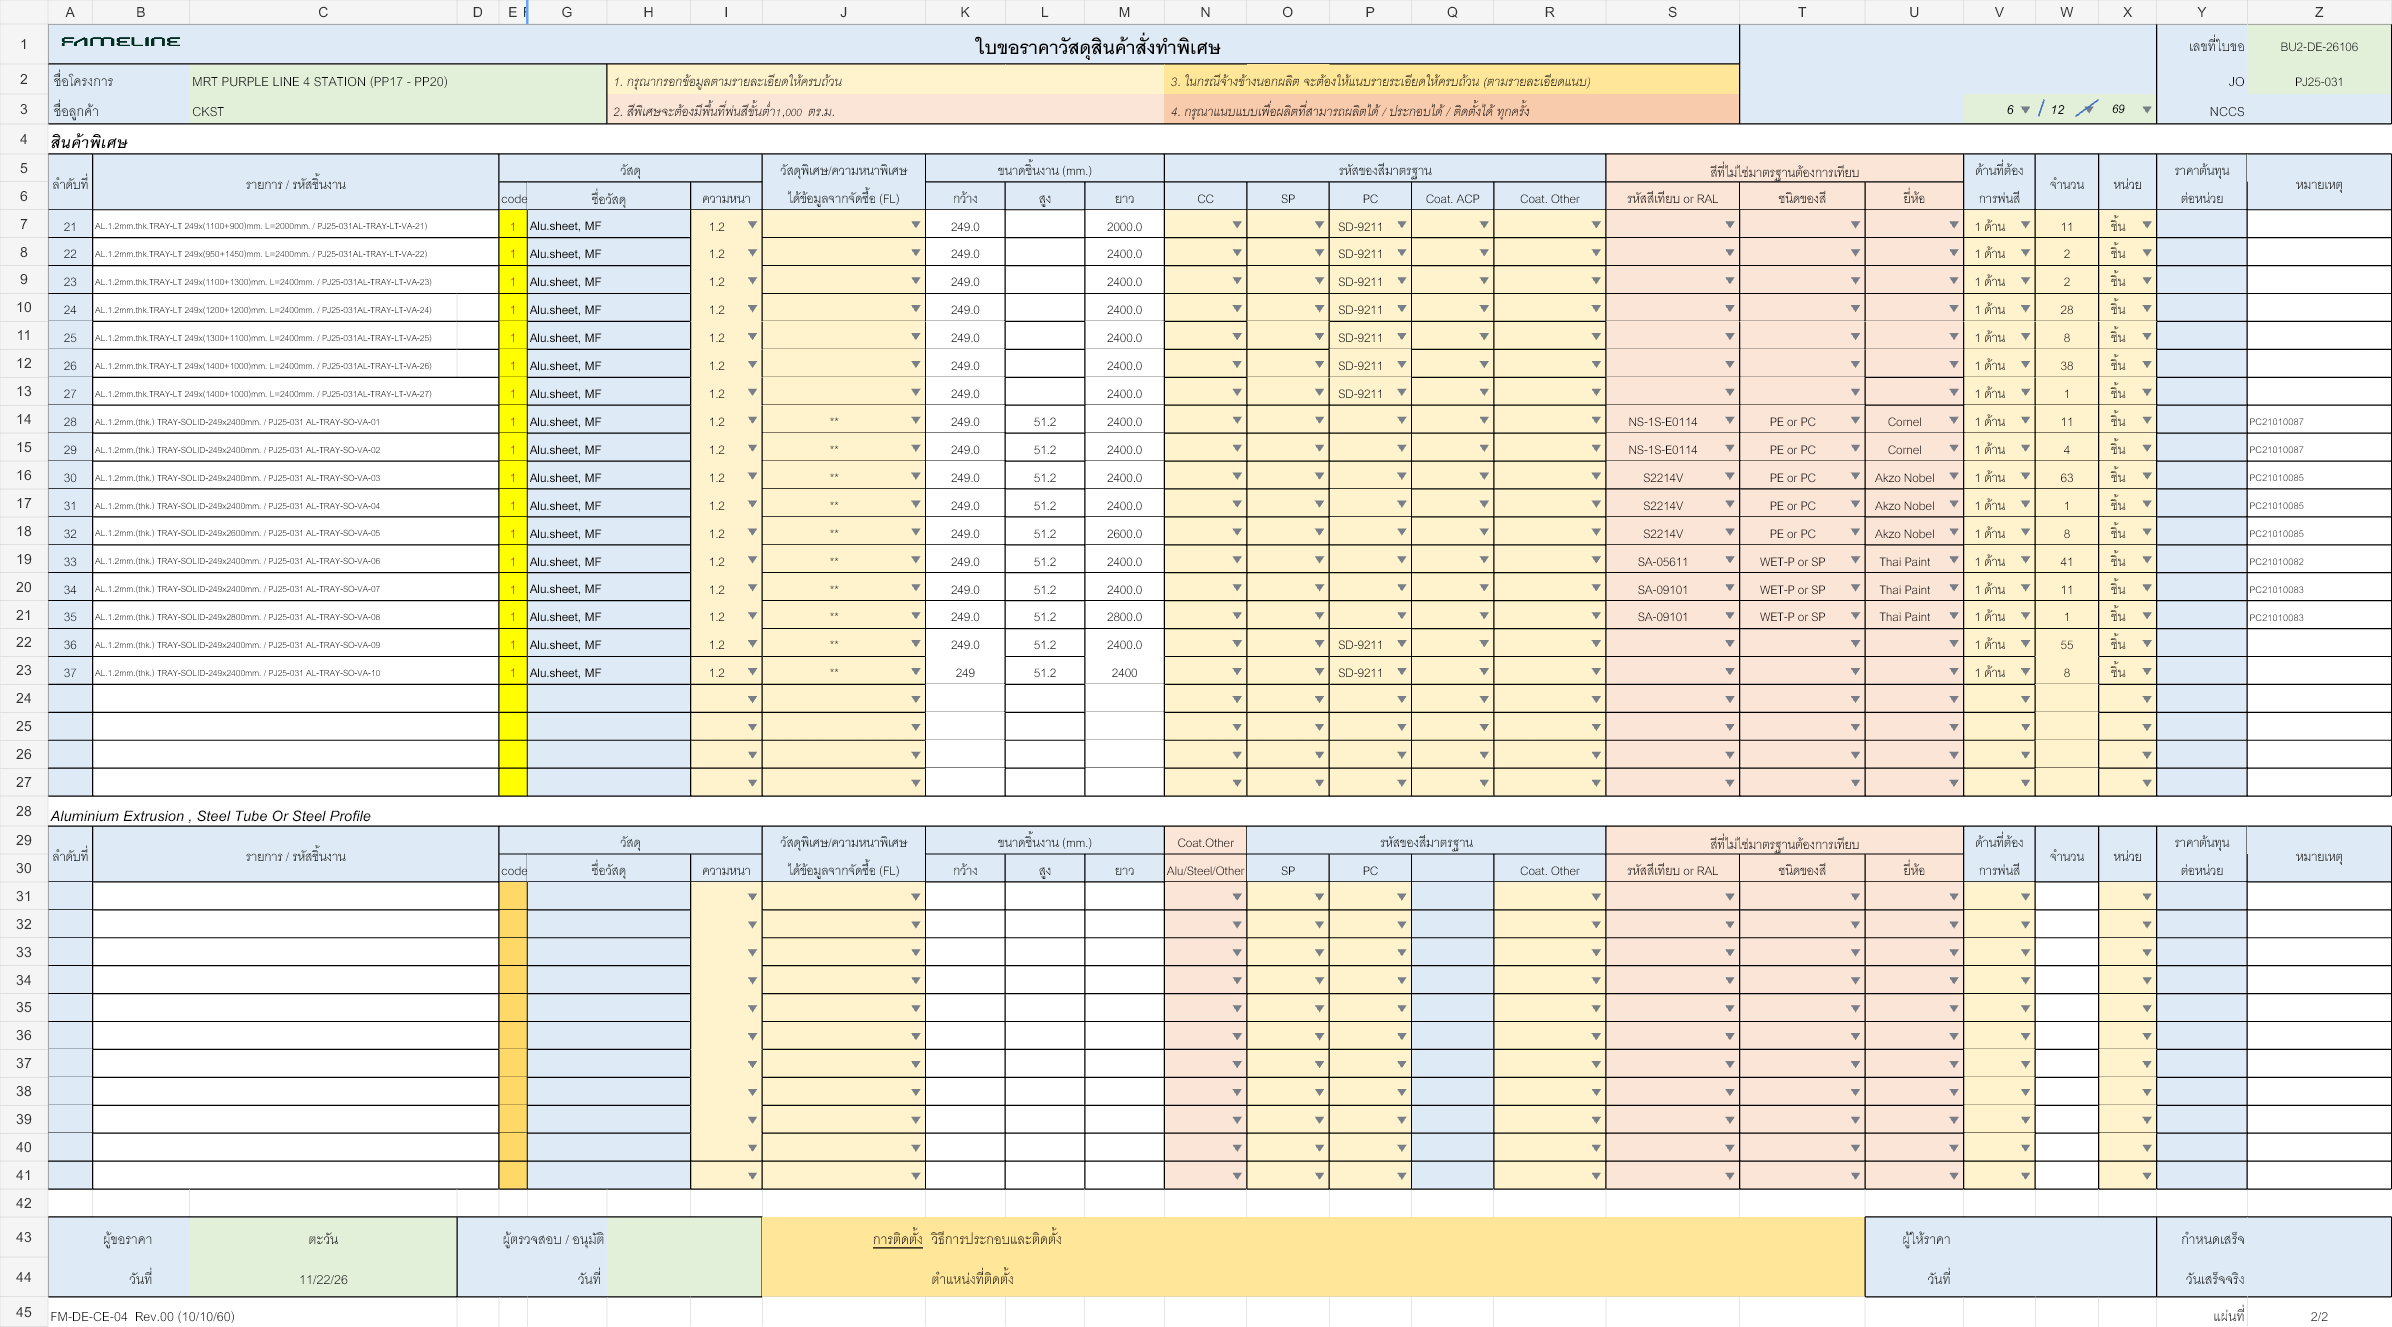 A B C D E F G H I J K L M N O P Q R S T U V W X Y Z
1 FAMELINE ใบขอราคาวัสดุสินค้าสั่งทำพิเศษ เลขที่ใบขอ BU2-DE-26106
2 ชื่อโครงการ MRT PURPLE LINE 4 STATION (PP17 - PP20) 1. กรุณากรอกข้อมูลตามรายละเอียดให้ครบถ้วน 3. ในกรณีจ้างช้างนอกผลิต จะต้องให้แนบรายระเอียดให้ครบถ้วน (ตามรายละเอียดแนบ) JO PJ25-031
3 ชื่อลูกค้า CKST 2. สีพิเศษจะต้องมีพื้นที่พ่นสีขั้นต่ำ1,000 ตร.ม. 4. กรุณาแนบแบบเพื่อผลิตที่สามารถผลิตได้ / ประกอบได้ / ติดตั้งได้ ทุกครั้ง 6 / 12 / 69 NCCS
4 สินค้าพิเศษ
5 ลำดับที่ รายการ / รหัสชิ้นงาน วัสดุ วัสดุพิเศษ/ความหนาพิเศษ ขนาดชิ้นงาน (mm.) รหัสของสีมาตรฐาน สีที่ไม่ใช่มาตรฐานต้องการเทียบ ด้านที่ต้อง จำนวน หน่วย ราคาต้นทุน หมายเหตุ
6 code ชื่อวัสดุ ความหนา ได้ข้อมูลจากจัดซื้อ (FL) กว้าง สูง ยาว CC SP PC Coat. ACP Coat. Other รหัสสีเทียบ or RAL ชนิดของสี ยี่ห้อ การพ่นสี ต่อหน่วย
7 21 AL.1.2mm.thk.TRAY-LT 249x(1100+900)mm. L=2000mm. / PJ25-031AL-TRAY-LT-VA-21) 1 Alu.sheet, MF 1.2 249.0 2000.0 SD-9211 1 ด้าน 11 ชิ้น
8 22 AL.1.2mm.thk.TRAY-LT 249x(950+1450)mm. L=2400mm. / PJ25-031AL-TRAY-LT-VA-22) 1 Alu.sheet, MF 1.2 249.0 2400.0 SD-9211 1 ด้าน 2 ชิ้น
9 23 AL.1.2mm.thk.TRAY-LT 249x(1100+1300)mm. L=2400mm. / PJ25-031AL-TRAY-LT-VA-23) 1 Alu.sheet, MF 1.2 249.0 2400.0 SD-9211 1 ด้าน 2 ชิ้น
10 24 AL.1.2mm.thk.TRAY-LT 249x(1200+1200)mm. L=2400mm. / PJ25-031AL-TRAY-LT-VA-24) 1 Alu.sheet, MF 1.2 249.0 2400.0 SD-9211 1 ด้าน 28 ชิ้น
11 25 AL.1.2mm.thk.TRAY-LT 249x(1300+1100)mm. L=2400mm. / PJ25-031AL-TRAY-LT-VA-25) 1 Alu.sheet, MF 1.2 249.0 2400.0 SD-9211 1 ด้าน 8 ชิ้น
12 26 AL.1.2mm.thk.TRAY-LT 249x(1400+1000)mm. L=2400mm. / PJ25-031AL-TRAY-LT-VA-26) 1 Alu.sheet, MF 1.2 249.0 2400.0 SD-9211 1 ด้าน 38 ชิ้น
13 27 AL.1.2mm.thk.TRAY-LT 249x(1400+1000)mm. L=2400mm. / PJ25-031AL-TRAY-LT-VA-27) 1 Alu.sheet, MF 1.2 249.0 2400.0 SD-9211 1 ด้าน 1 ชิ้น
14 28 AL.1.2mm.(thk.) TRAY-SOLID-249x2400mm. / PJ25-031 AL-TRAY-SO-VA-01 1 Alu.sheet, MF 1.2 ** 249.0 51.2 2400.0 NS-1S-E0114 PE or PC Cornel 1 ด้าน 11 ชิ้น PC21010087
15 29 AL.1.2mm.(thk.) TRAY-SOLID-249x2400mm. / PJ25-031 AL-TRAY-SO-VA-02 1 Alu.sheet, MF 1.2 ** 249.0 51.2 2400.0 NS-1S-E0114 PE or PC Cornel 1 ด้าน 4 ชิ้น PC21010087
16 30 AL.1.2mm.(thk.) TRAY-SOLID-249x2400mm. / PJ25-031 AL-TRAY-SO-VA-03 1 Alu.sheet, MF 1.2 ** 249.0 51.2 2400.0 S2214V PE or PC Akzo Nobel 1 ด้าน 63 ชิ้น PC21010085
17 31 AL.1.2mm.(thk.) TRAY-SOLID-249x2400mm. / PJ25-031 AL-TRAY-SO-VA-04 1 Alu.sheet, MF 1.2 ** 249.0 51.2 2400.0 S2214V PE or PC Akzo Nobel 1 ด้าน 1 ชิ้น PC21010085
18 32 AL.1.2mm.(thk.) TRAY-SOLID-249x2600mm. / PJ25-031 AL-TRAY-SO-VA-05 1 Alu.sheet, MF 1.2 ** 249.0 51.2 2600.0 S2214V PE or PC Akzo Nobel 1 ด้าน 8 ชิ้น PC21010085
19 33 AL.1.2mm.(thk.) TRAY-SOLID-249x2400mm. / PJ25-031 AL-TRAY-SO-VA-06 1 Alu.sheet, MF 1.2 ** 249.0 51.2 2400.0 SA-05611 WET-P or SP Thai Paint 1 ด้าน 41 ชิ้น PC21010082
20 34 AL.1.2mm.(thk.) TRAY-SOLID-249x2400mm. / PJ25-031 AL-TRAY-SO-VA-07 1 Alu.sheet, MF 1.2 ** 249.0 51.2 2400.0 SA-09101 WET-P or SP Thai Paint 1 ด้าน 11 ชิ้น PC21010083
21 35 AL.1.2mm.(thk.) TRAY-SOLID-249x2800mm. / PJ25-031 AL-TRAY-SO-VA-08 1 Alu.sheet, MF 1.2 ** 249.0 51.2 2800.0 SA-09101 WET-P or SP Thai Paint 1 ด้าน 1 ชิ้น PC21010083
22 36 AL.1.2mm.(thk.) TRAY-SOLID-249x2400mm. / PJ25-031 AL-TRAY-SO-VA-09 1 Alu.sheet, MF 1.2 ** 249.0 51.2 2400.0 SD-9211 1 ด้าน 55 ชิ้น
23 37 AL.1.2mm.(thk.) TRAY-SOLID-249x2400mm. / PJ25-031 AL-TRAY-SO-VA-10 1 Alu.sheet, MF 1.2 ** 249 51.2 2400 SD-9211 1 ด้าน 8 ชิ้น
24
25
26
27
28 Aluminium Extrusion , Steel Tube Or Steel Profile
29 ลำดับที่ รายการ / รหัสชิ้นงาน วัสดุ วัสดุพิเศษ/ความหนาพิเศษ ขนาดชิ้นงาน (mm.) Coat.Other รหัสของสีมาตรฐาน สีที่ไม่ใช่มาตรฐานต้องการเทียบ ด้านที่ต้อง จำนวน หน่วย ราคาต้นทุน หมายเหตุ
30 code ชื่อวัสดุ ความหนา ได้ข้อมูลจากจัดซื้อ (FL) กว้าง สูง ยาว Alu/Steel/Other SP PC Coat. Other รหัสสีเทียบ or RAL ชนิดของสี ยี่ห้อ การพ่นสี ต่อหน่วย
31
32
33
34
35
36
37
38
39
40
41
42
43 ผู้ขอราคา ตะวัน ผู้ตรวจสอบ / อนุมัติ การติดตั้ง วิธีการประกอบและติดตั้ง ผู้ให้ราคา กำหนดเสร็จ
44 วันที่ 11/22/26 วันที่ ตำแหน่งที่ติดตั้ง วันที่ วันเสร็จจริง
45 FM-DE-CE-04 Rev.00 (10/10/60) แผ่นที่ 2/2